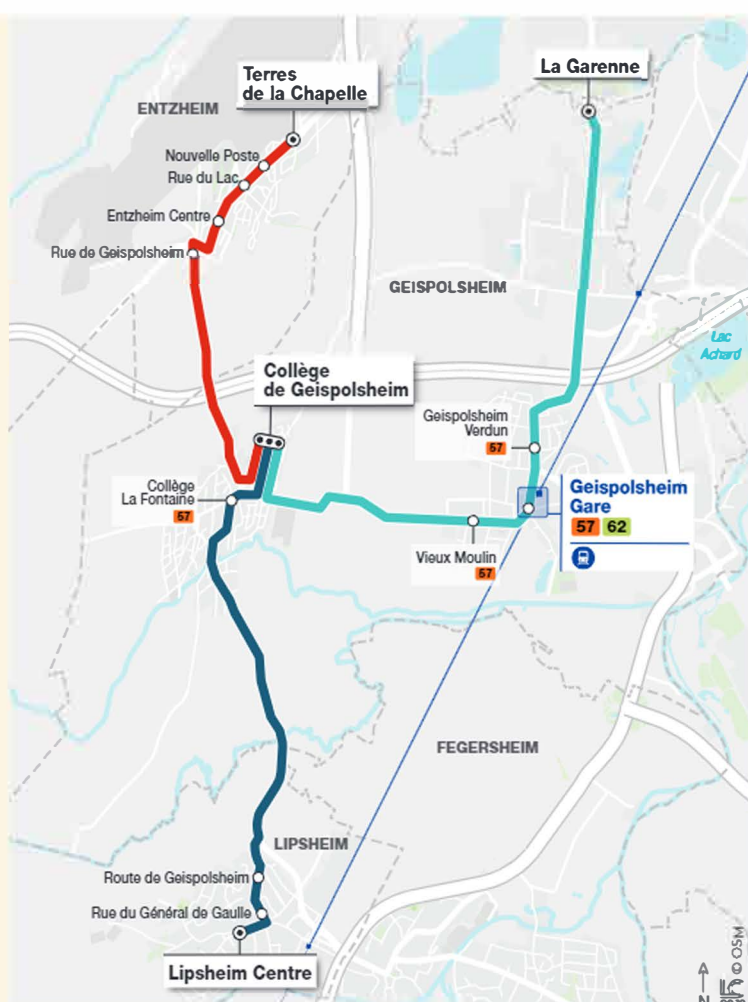 Terres
de la Chapelle
La Garenne
ENTZHEIM
Nouvelle Poste
Rue du Lac
Entzheim Centre
Rue de Geispolsheim
GEISPOLSHEIM
Lac
Achard
Collège
de Geispolsheim
Geispolsheim
Verdun
57
Collège
La Fontaine
57
Geispolsheim
Gare
57 62
Vieux Moulin
57
FEGERSHEIM
LIPSHEIM
Route de Geispolsheim
Rue du Général de Gaulle
Lipsheim Centre
© OSM
N